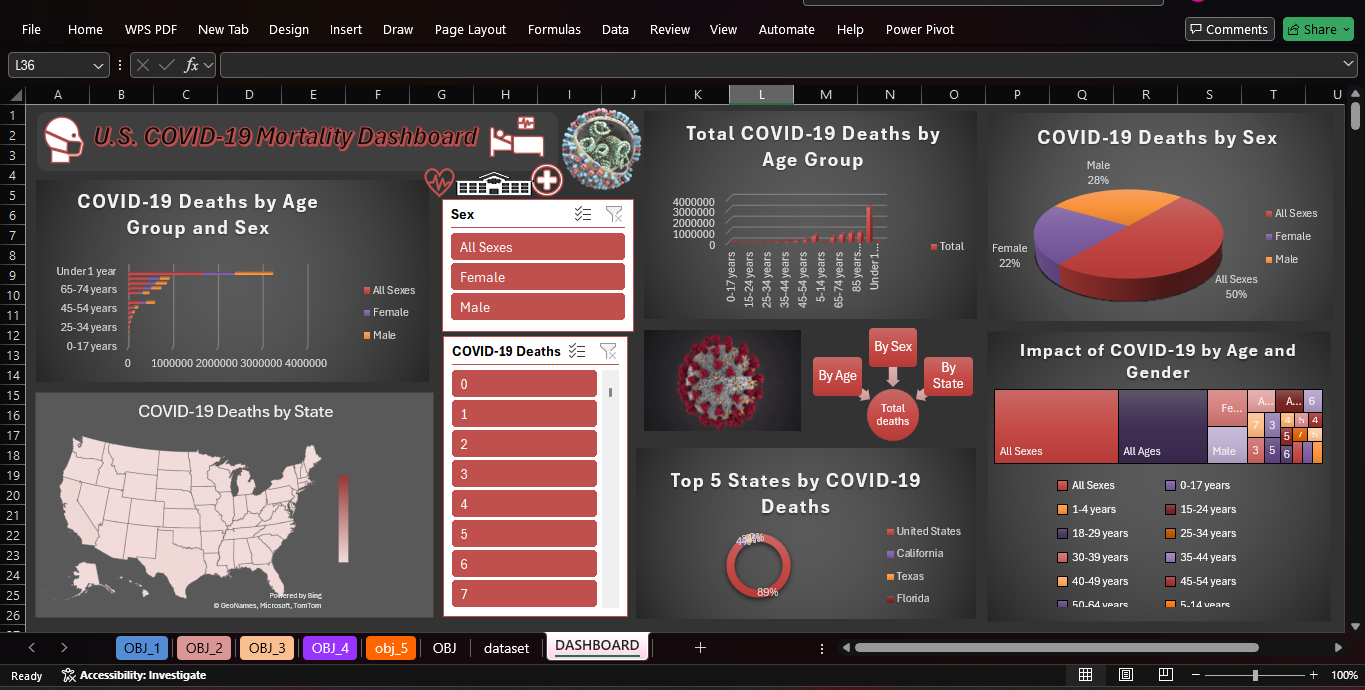 File Home WPS PDF New Tab Design Insert Draw Page Layout Formulas Data Review View Automate Help Power Pivot Comments Share
L36 fx
A B C D E F G H I J K L M N O P Q R S T U
1
2
3
4
5
6
7
8
9
10
11
12
13
14
15
16
17
18
19
20
21
22
23
24
25
26
U.S. COVID-19 Mortality Dashboard
COVID-19 Deaths by Age
Group and Sex
Under 1 year
65-74 years
45-54 years
25-34 years
0-17 years
0 1000000 2000000 3000000 4000000
All Sexes
Female
Male
COVID-19 Deaths by State
Powered by Bing
© GeoNames, Microsoft, TomTom
Sex
All Sexes
Female
Male
COVID-19 Deaths
0
1
2
3
4
5
6
7
Total COVID-19 Deaths by
Age Group
4000000
3000000
2000000
1000000
0
0-17 years
15-24 years
25-34 years
35-44 years
45-54 years
5-14 years
65-74 years
85 years...
Under 1...
Total
By Age
By Sex
By
State
Total
deaths
Top 5 States by COVID-19
Deaths
89%
United States
California
Texas
Florida
COVID-19 Deaths by Sex
Male
28%
Female
22%
All Sexes
50%
All Sexes
Female
Male
Impact of COVID-19 by Age and
Gender
All Sexes
All Ages
Fe...
Male
A... A... 6
7 3 4 5 4
5 7
3 5 6
All Sexes 0-17 years
1-4 years 15-24 years
18-29 years 25-34 years
30-39 years 35-44 years
40-49 years 45-54 years
50-64 years 5-14 years
OBJ_1 OBJ_2 OBJ_3 OBJ_4 obj_5 OBJ dataset DASHBOARD
Ready Accessibility: Investigate 100%